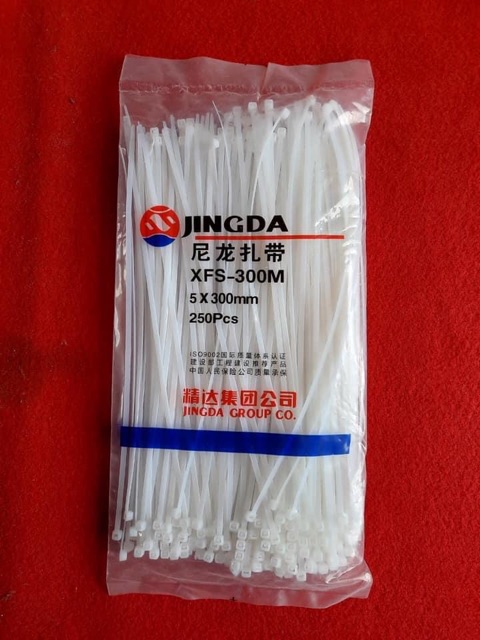 JINGDA
尼龙扎带
XFS-300M
5X300mm
250Pcs
ISO9002国际质量体系认证
建设部工程建设推荐产品
中国人民保险公司质量承保
精达集团公司
JINGDA GROUP CO.